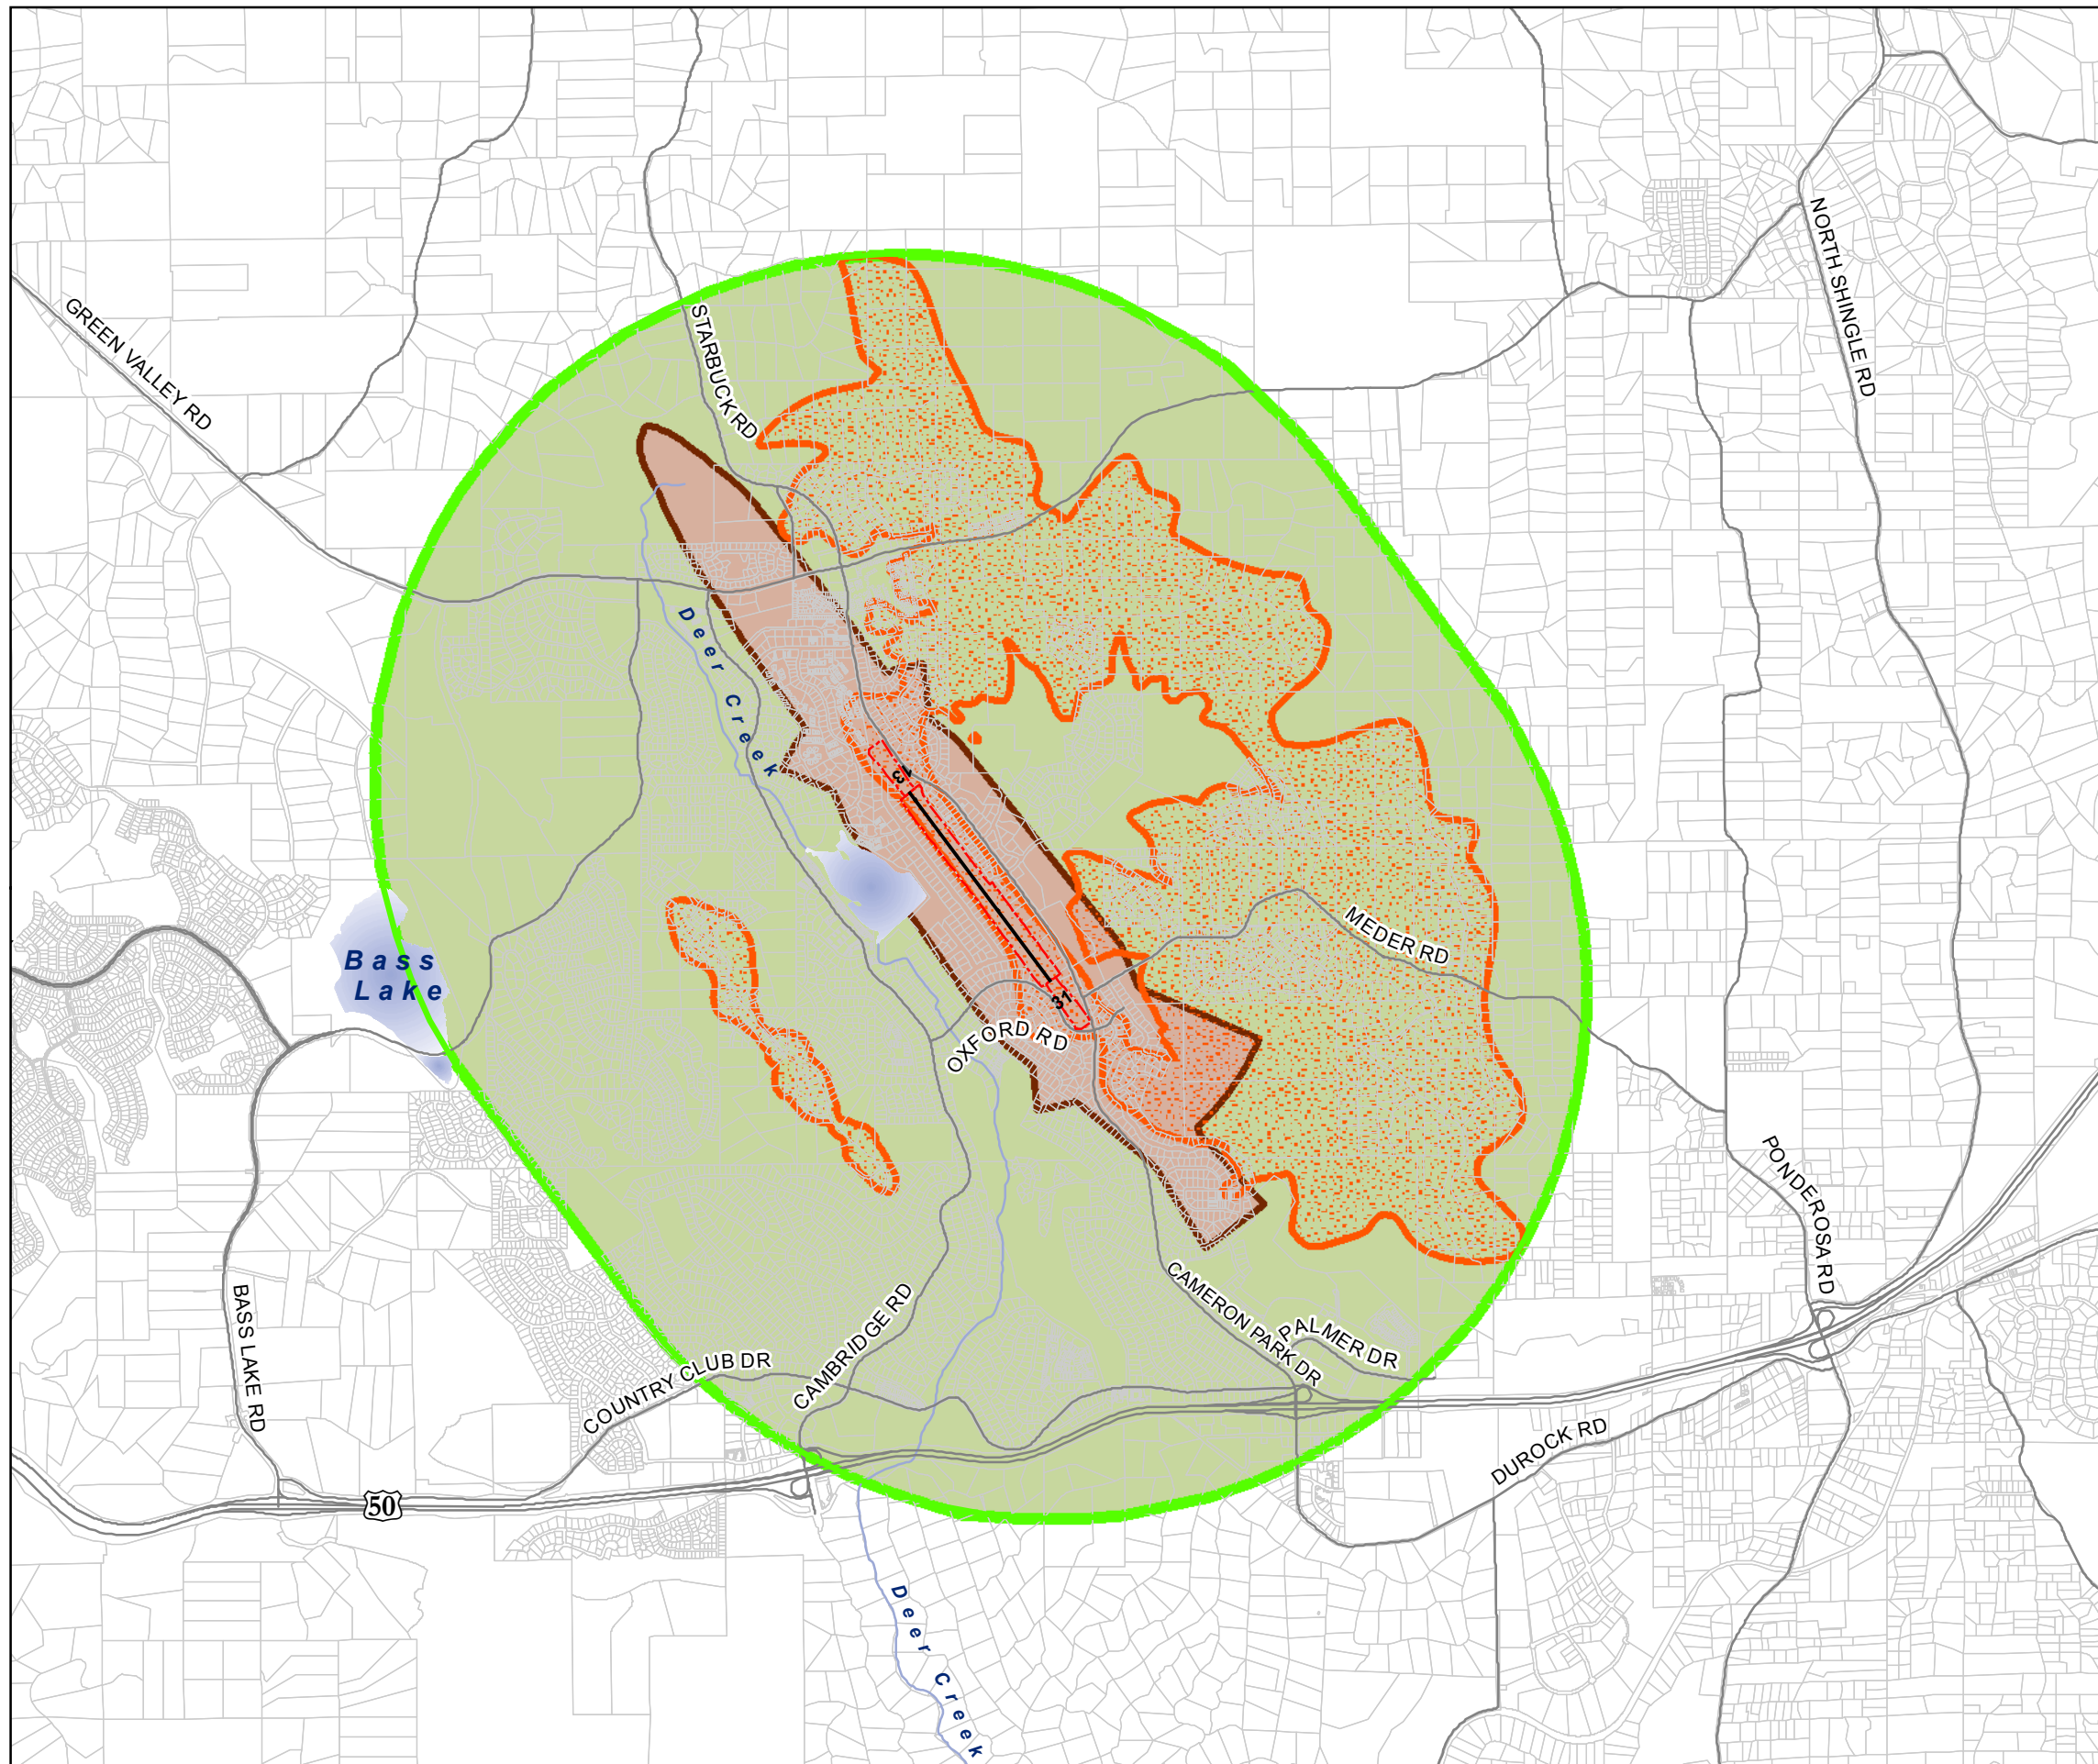 NORTH SHINGLE RD
GREEN VALLEY RD
STARBUCK RD
Deer Creek
13
MEDER RD
Bass
Lake
31
OXFORD RD
PONDEROSA RD
CAMERON PARK DR
PALMER DR
BASS LAKE RD
CAMBRIDGE RD
COUNTRY CLUB DR
DUROCK RD
50
Deer Creek